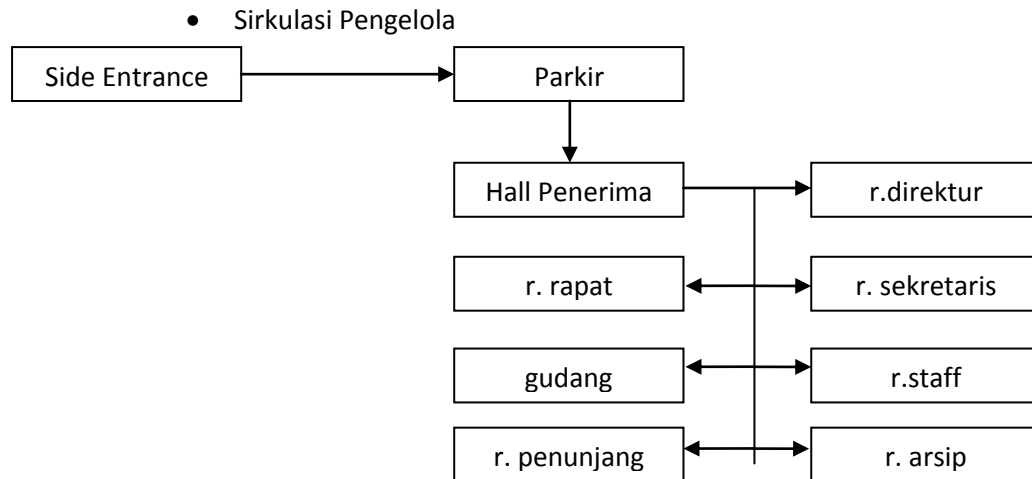 • Sirkulasi Pengelola
Side Entrance
Parkir
Hall Penerima
r.direktur
r. rapat
r. sekretaris
gudang
r.staff
r. penunjang
r. arsip